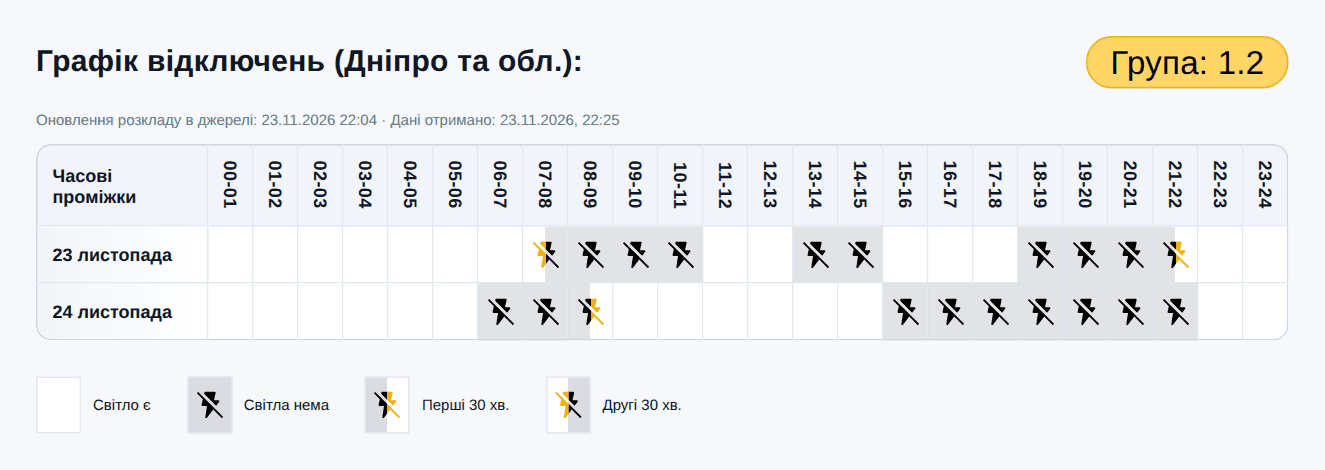 Графік відключень (Дніпро та обл.):
Група: 1.2
Оновлення розкладу в джерелі: 23.11.2026 22:04 · Дані отримано: 23.11.2026, 22:25
Часові
проміжки
00-01
01-02
02-03
03-04
04-05
05-06
06-07
07-08
08-09
09-10
10-11
11-12
12-13
13-14
14-15
15-16
16-17
17-18
18-19
19-20
20-21
21-22
22-23
23-24
23 листопада
24 листопада
Світло є
Світла нема
Перші 30 хв.
Другі 30 хв.